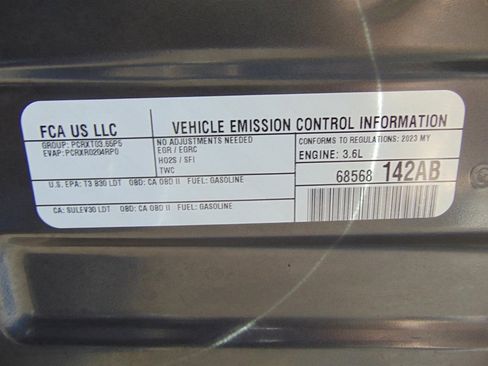 FCA US LLC
VEHICLE EMISSION CONTROL INFORMATION
GROUP: PCRXT03.65P5
EVAP: PCRXR0204RP0
NO ADJUSTMENTS NEEDED
EGR / EGRC
HO2S / SFI
TWC
CONFORMS TO REGULATIONS: 2023 MY
ENGINE: 3.6L
68568 142AB
U.S. EPA: T3 B30 LDT OBD: CA OBD II FUEL: GASOLINE
CA: SULEV30 LDT OBD: CA OBD II FUEL: GASOLINE